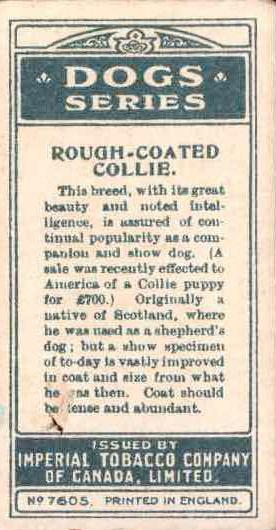 DOGS
SERIES
ROUGH-COATED
COLLIE.
This breed, with its great
beauty and noted intel-
ligence, is assured of con-
tinual popularity as a com-
panion and show dog. (A
sale was recently effected to
America of a Collie puppy
for £700.) Originally a
native of Scotland, where
he was used as a shepherd's
dog; but a show specimen
of to-day is vastly improved
in coat and size from what
he was then. Coat should
be dense and abundant.
ISSUED BY
IMPERIAL TOBACCO COMPANY
OF CANADA, LIMITED.
No 7605. PRINTED IN ENGLAND.